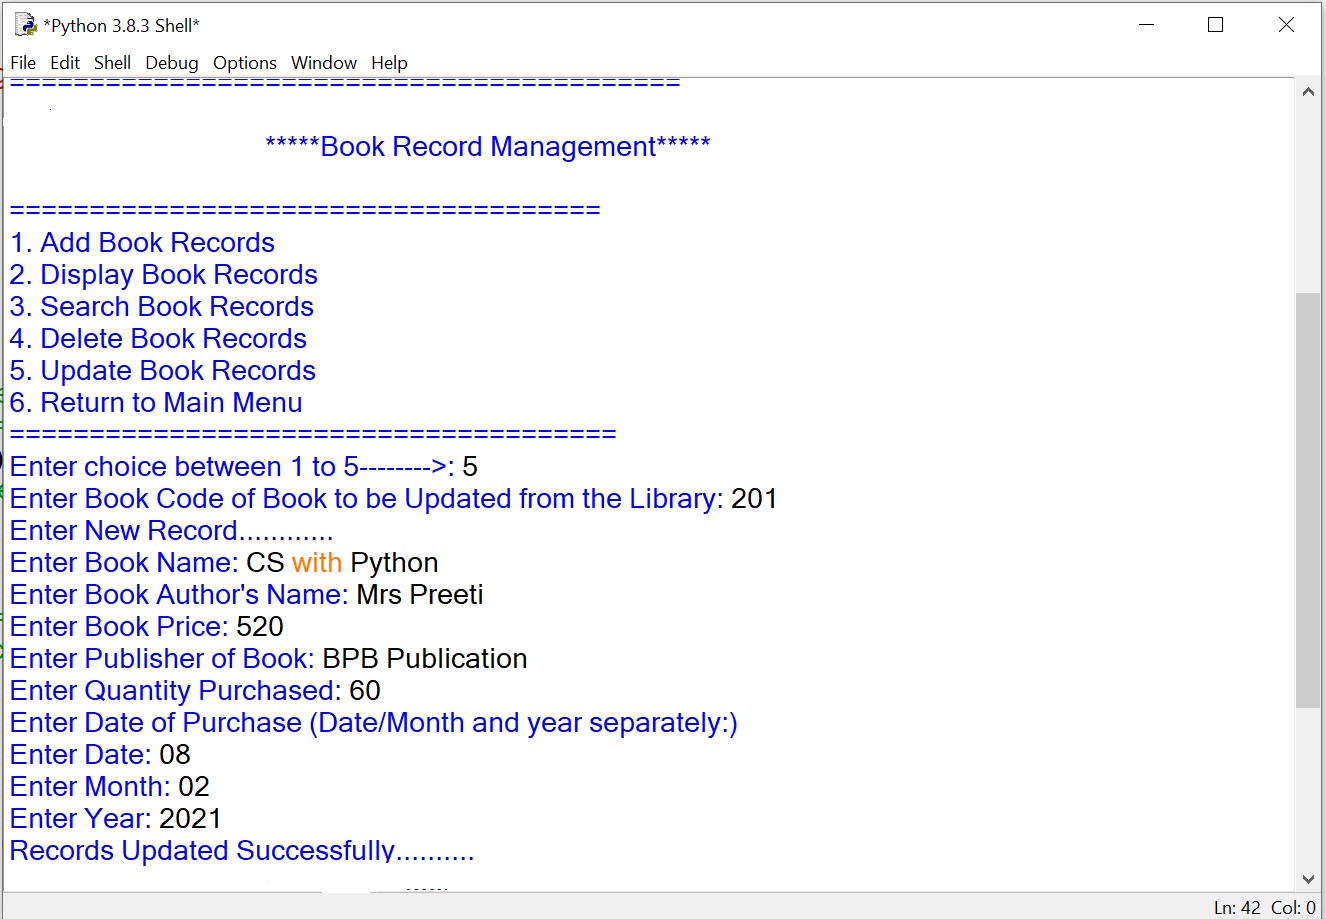 *Python 3.8.3 Shell*
File Edit Shell Debug Options Window Help
==========================================
*****Book Record Management*****
=====================================
1. Add Book Records
2. Display Book Records
3. Search Book Records
4. Delete Book Records
5. Update Book Records
6. Return to Main Menu
======================================
Enter choice between 1 to 5-------->: 5
Enter Book Code of Book to be Updated from the Library: 201
Enter New Record............
Enter Book Name: CS with Python
Enter Book Author's Name: Mrs Preeti
Enter Book Price: 520
Enter Publisher of Book: BPB Publication
Enter Quantity Purchased: 60
Enter Date of Purchase (Date/Month and year separately:)
Enter Date: 08
Enter Month: 02
Enter Year: 2021
Records Updated Successfully..........
Ln: 42 Col: 0